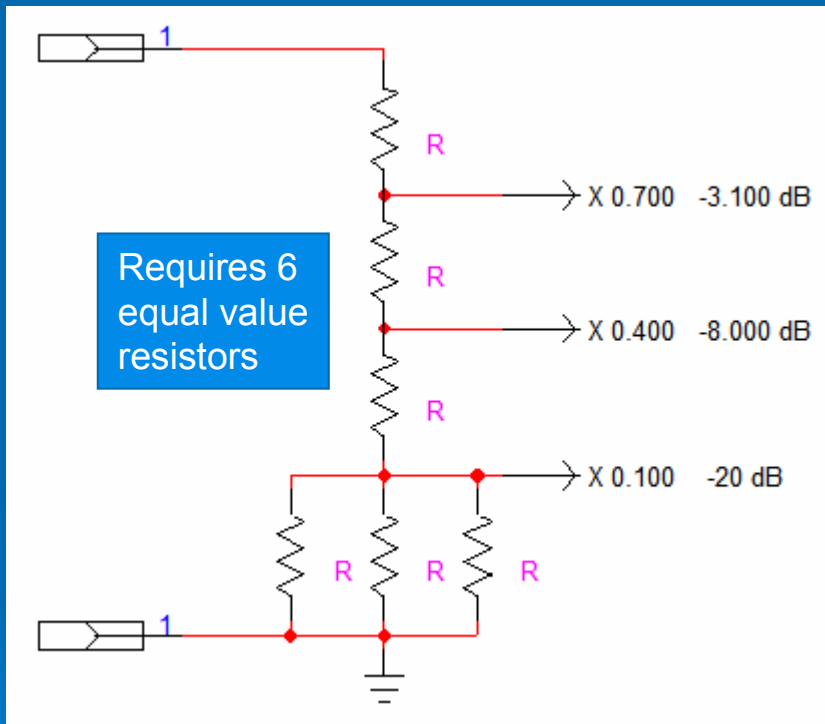 1
R
X 0.700 -3.100 dB
Requires 6
equal value
resistors
R
X 0.400 -8.000 dB
R
X 0.100 -20 dB
R R R
1